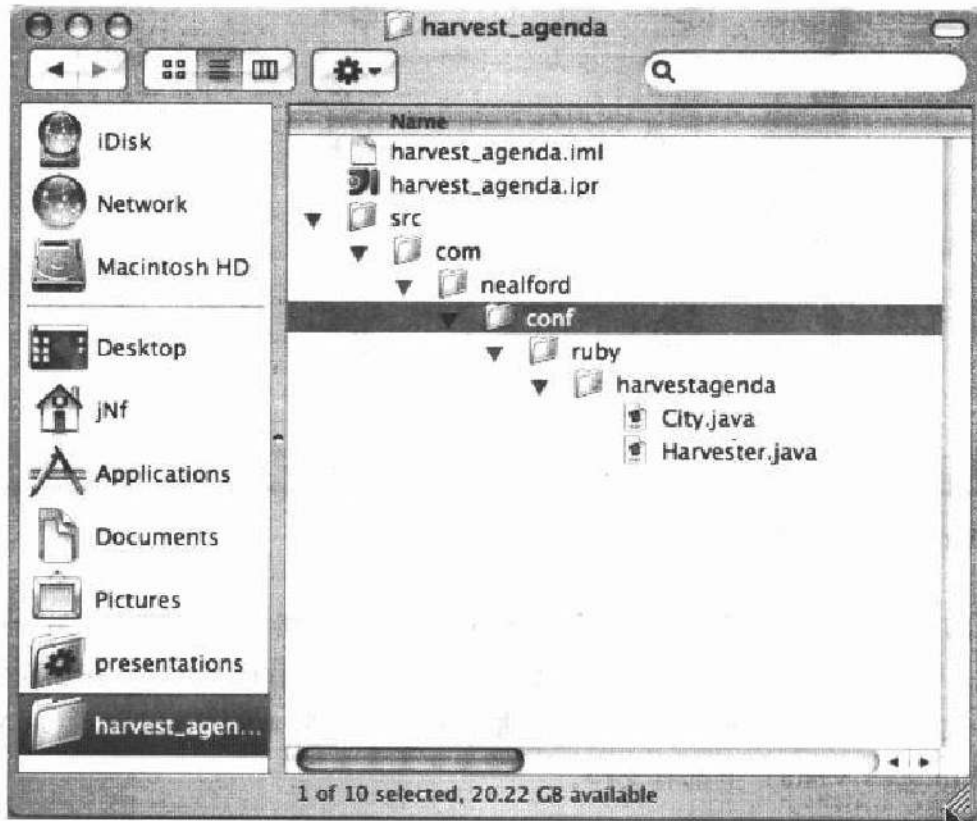 harvest_agenda
iDisk
Network
Macintosh HD
Desktop
jNf
Applications
Documents
Pictures
presentations
harvest_agen...
Name
harvest_agenda.iml
harvest_agenda.ipr
src
com
nealford
conf
ruby
harvestagenda
City.java
Harvester.java
1 of 10 selected, 20.22 GB available